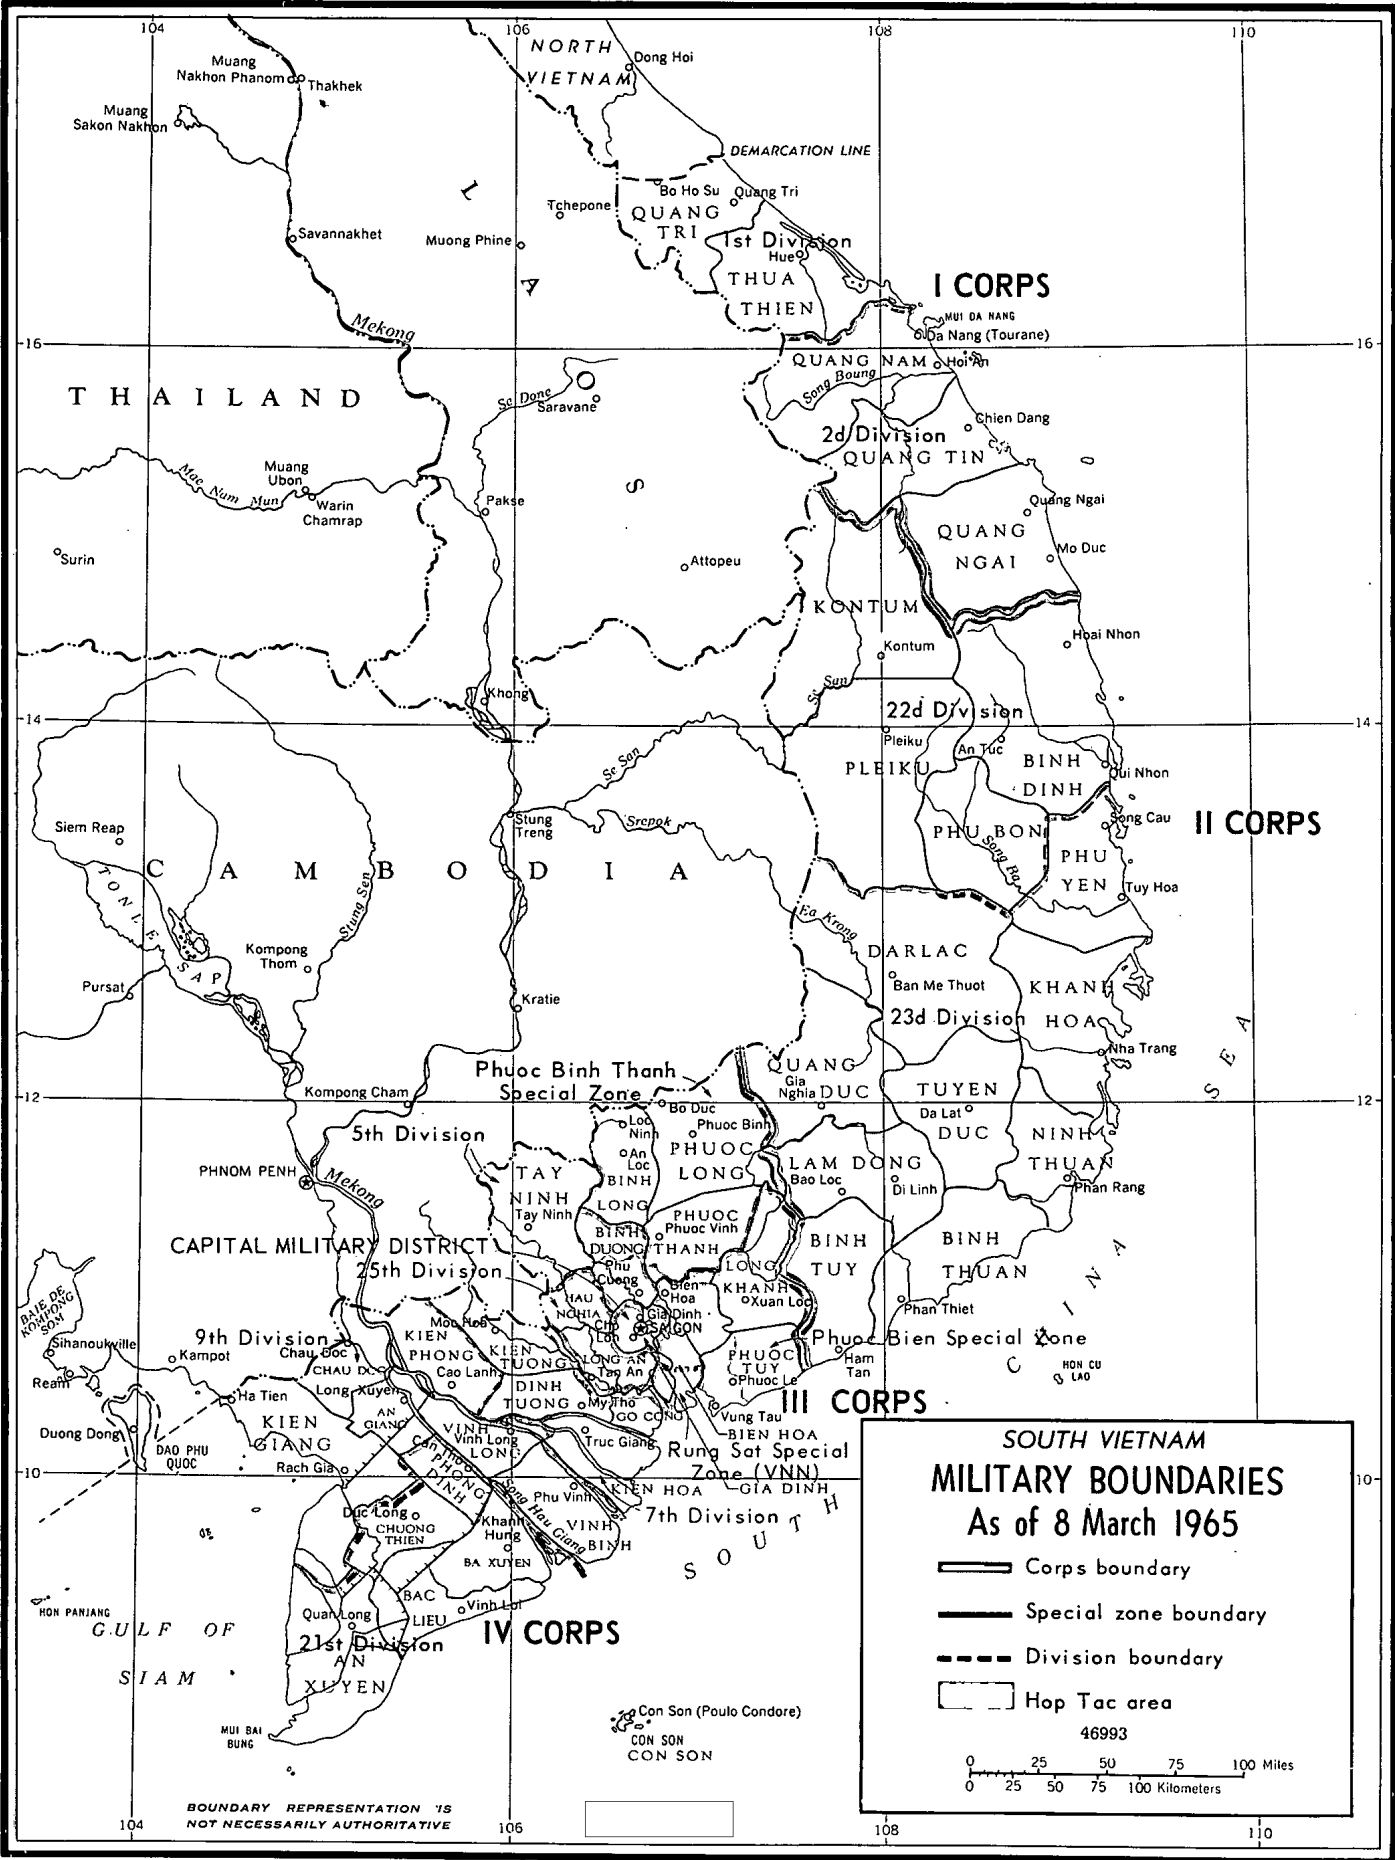 104
106
108
110
NORTH
VIETNAM
Dong Hoi
Muang
Nakhon Phanom
Thakhek
Muang
Sakon Nakhon
DEMARCATION LINE
L
A
O
S
Bo Ho Su
Quang Tri
Tchepone
QUANG
TRI
Savannakhet
Muong Phine
1st Division
Hue
THUA
THIEN
I CORPS
MUI DA NANG
Da Nang (Tourane)
Mekong
16
16
QUANG NAM
Hoi An
Song Boung
THAILAND
Se Done
Saravane
Chien Dang
2d Division
QUANG TIN
Muang
Ubon
Mae Nam Mun
Warin
Chamrap
Pakse
Quang Ngai
QUANG
NGAI
Mo Duc
Surin
Attopeu
KONTUM
Kontum
Hoai Nhon
Se San
Khong
22d Division
14
14
Pleiku
An Tuc
PLEIKU
BINH
DINH
Qui Nhon
Se San
Siem Reap
Stung
Treng
Srepok
PHU BON
Song Cau
II CORPS
Song Ba
PHU
YEN
Tuy Hoa
CAMBODIA
TONLE
SAP
Stung Sen
Ea Krong
Kompong
Thom
DARLAC
Ban Me Thuot
KHANH
HOA
Pursat
Kratie
23d Division
Nha Trang
SOUTH
CHINA
SEA
Phuoc Binh Thanh
Special Zone
QUANG
DUC
Gia
Nghia
TUYEN
DUC
Da Lat
12
12
Kompong Cham
Bo Duc
Loc
Ninh
Phuoc Binh
5th Division
An
Loc
PHUOC
LONG
LAM DONG
Bao Loc
Di Linh
NINH
THUAN
Phan Rang
PHNOM PENH
Mekong
TAY
NINH
Tay Ninh
BINH
LONG
PHUOC
THANH
Phuoc Vinh
BINH
DUONG
BINH
TUY
BINH
THUAN
CAPITAL MILITARY DISTRICT
25th Division
Phu
Cuong
LONG
KHANH
Xuan Loc
Bien
Hoa
HAU
NGHIA
Gia Dinh
SAIGON
Cho
Lon
Phan Thiet
BAIE DE
KOMPONG
SOM
Sihanoukville
Kampot
Ream
9th Division
Chau Doc
CHAU DOC
KIEN
PHONG
Moc Hoa
KIEN
TUONG
LONG AN
Tan An
Phuoc Bien Special Zone
PHUOC
TUY
Phuoc Le
Ham
Tan
HON CU
LAO
Ha Tien
Long Xuyen
Cao Lanh
DINH
TUONG
My Tho
GO CONG
Vung Tau
III CORPS
BIEN HOA
Duong Dong
DAO PHU
QUOC
KIEN
GIANG
AN
GIANG
VINH
LONG
Vinh Long
Truc Giang
Rung Sat Special
Zone (VNN)
GIA DINH
10
10
Rach Gia
Can Tho
PHONG
DINH
Phu Vinh
KIEN HOA
7th Division
Song Hau Giang
Duc Long
CHUONG
THIEN
Khanh
Hung
VINH
BINH
BA XUYEN
BAC
LIEU
Vinh Loi
Quan Long
21st Division
IV CORPS
AN
XUYEN
HON PANJANG
GULF OF
SIAM
MUI BAI
BUNG
Con Son (Poulo Condore)
CON SON
CON SON
SOUTH VIETNAM
MILITARY BOUNDARIES
As of 8 March 1965
Corps boundary
Special zone boundary
Division boundary
Hop Tac area
46993
0 25 50 75 100 Miles
0 25 50 75 100 Kilometers
BOUNDARY REPRESENTATION IS
NOT NECESSARILY AUTHORITATIVE
104
106
108
110